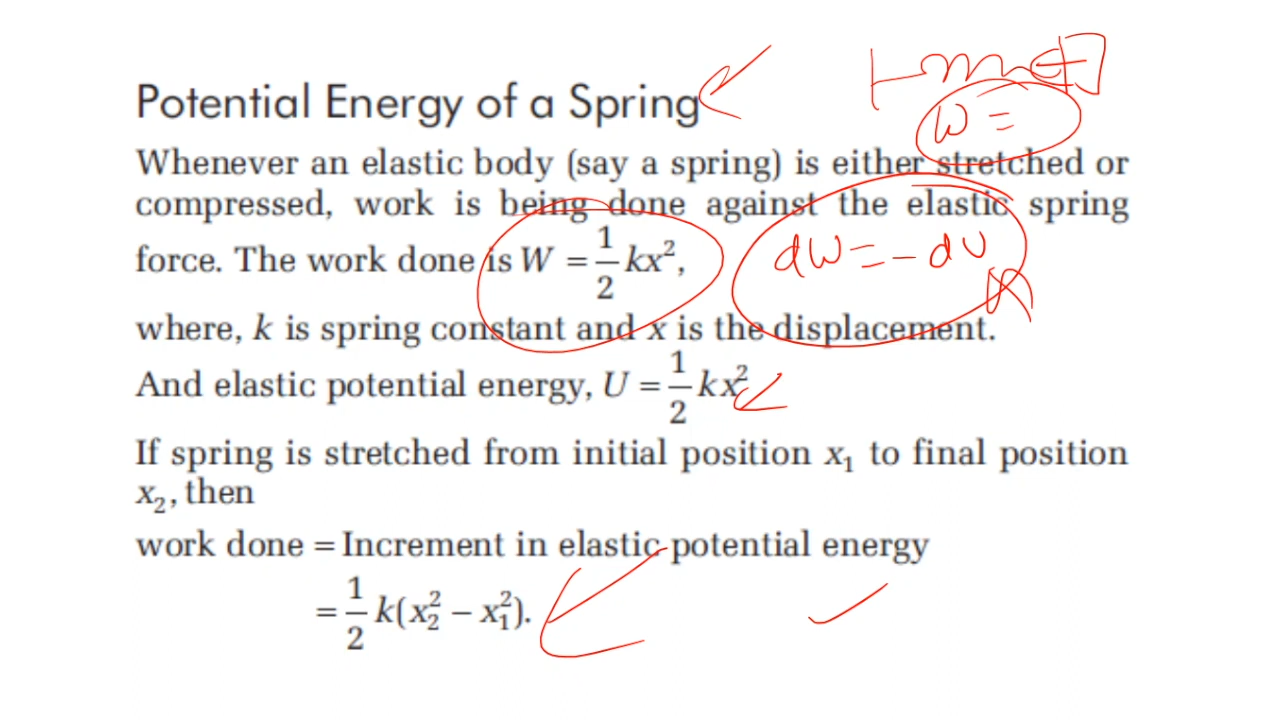 Potential Energy of a Spring
W =
Whenever an elastic body (say a spring) is either stretched or
compressed, work is being done against the elastic spring
force. The work done is W = 1/2 kx²,
dW = - dU
where, k is spring constant and x is the displacement.
And elastic potential energy, U = 1/2 kx²
If spring is stretched from initial position x₁ to final position
x₂, then
work done = Increment in elastic potential energy
= 1/2 k(x₂² – x₁²).